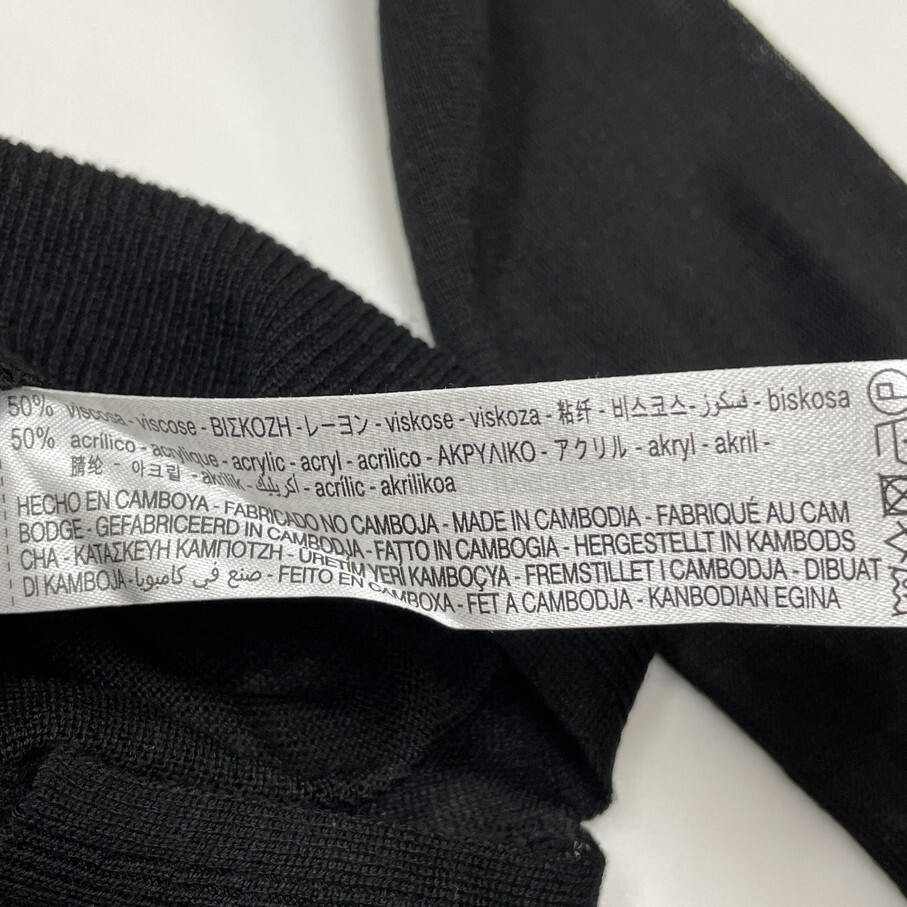 50% viscosa - viscose - ΒΙΣΚΟΖΗ - レーヨン - viskose - viskoza - 粘纤 - 비스코스 - فسكوز - biskosa
50% acrílico - acrylique - acrylic - acryl - acrilico - ΑΚΡΥΛΙΚΟ - アクリル - akryl - akril -
腈纶 - 아크릴 - akrilik - أكريليك - acrílic - akrilikoa
HECHO EN CAMBOYA - FABRICADO NO CAMBOJA - MADE IN CAMBODIA - FABRIQUÉ AU CAM
BODGE - GEFABRICEERD IN CAMBODJA - FATTO IN CAMBOGIA - HERGESTELLT IN KAMBODS
CHA - ΚΑΤΑΣΚΕΥΗ ΚΑΜΠΟΤΖΗ - ÜRETIM YERI KAMBOÇYA - FREMSTILLET I CAMBODJA - DIBUAT
DI KAMBOJA - صنع في كامبوديا - FEITO EN CAMBOXA - FET A CAMBODJA - KANBODIAN EGINA
P